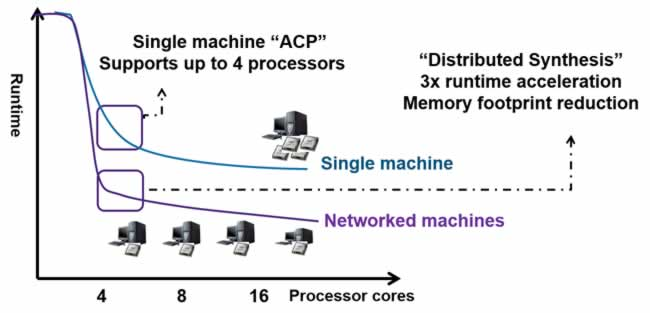 Single machine “ACP”
Supports up to 4 processors
“Distributed Synthesis”
3x runtime acceleration
Memory footprint reduction
Runtime
Single machine
Networked machines
4 8 16 Processor cores